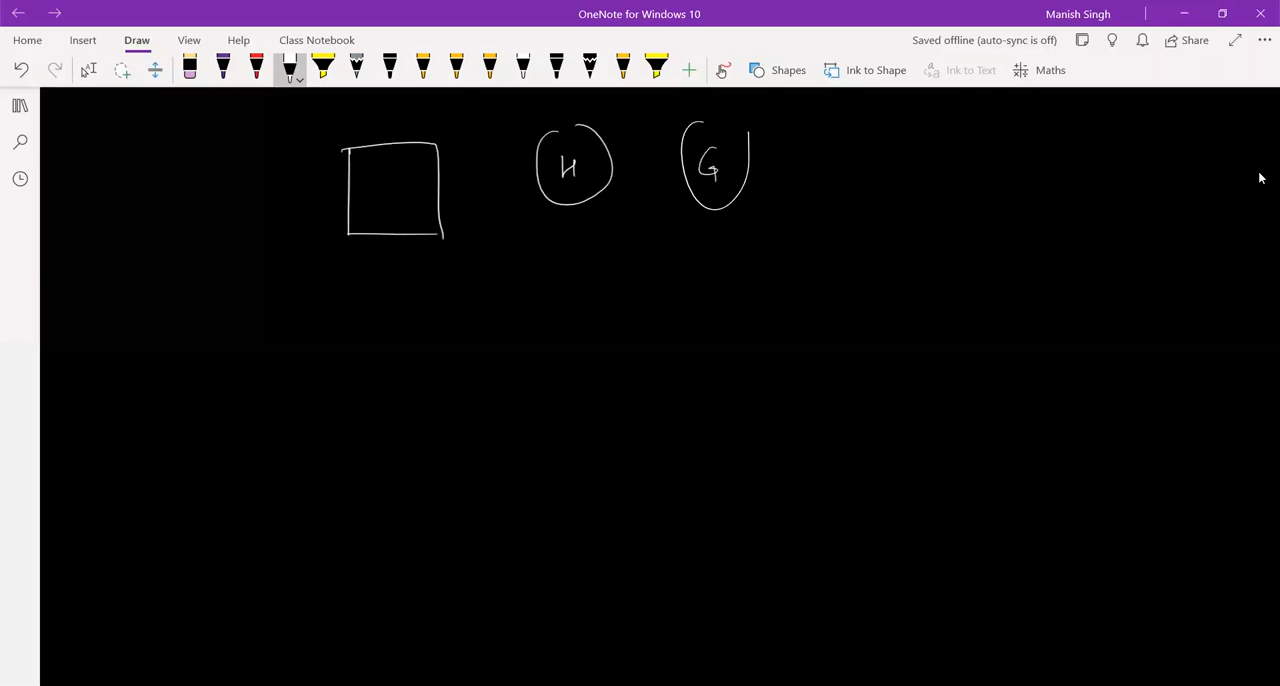 OneNote for Windows 10
Manish Singh
Home Insert Draw View Help Class Notebook
Saved offline (auto-sync is off) Share
Shapes Ink to Shape Ink to Text Maths
H G